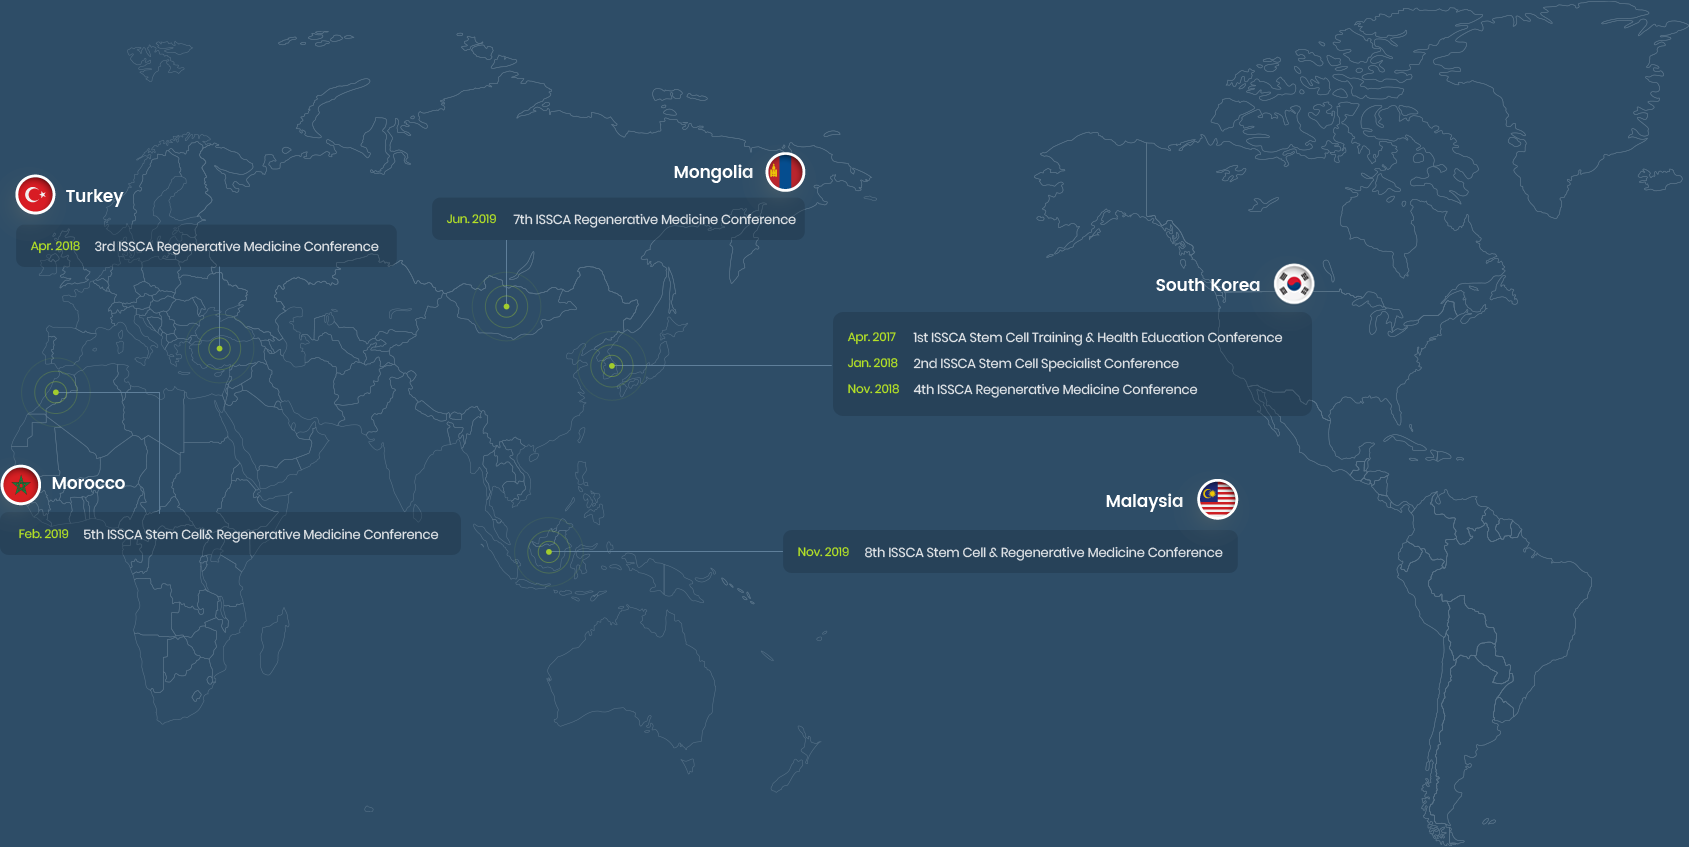 Turkey
Apr. 2018 3rd ISSCA Regenerative Medicine Conference
Mongolia
Jun. 2019 7th ISSCA Regenerative Medicine Conference
South Korea
Apr. 2017 1st ISSCA Stem Cell Training & Health Education Conference
Jan. 2018 2nd ISSCA Stem Cell Specialist Conference
Nov. 2018 4th ISSCA Regenerative Medicine Conference
Morocco
Feb. 2019 5th ISSCA Stem Cell& Regenerative Medicine Conference
Malaysia
Nov. 2019 8th ISSCA Stem Cell & Regenerative Medicine Conference